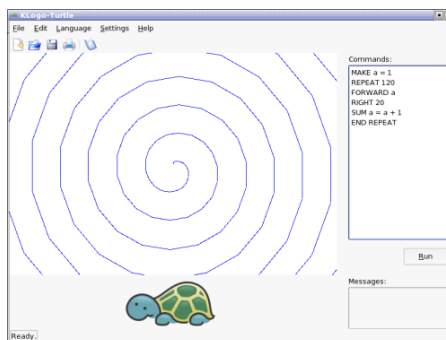 KLogo-Turtle
File Edit Language Settings Help
Commands:
MAKE a = 1
REPEAT 120
FORWARD a
RIGHT 20
SUM a = a + 1
END REPEAT
Run
Messages:
Ready.